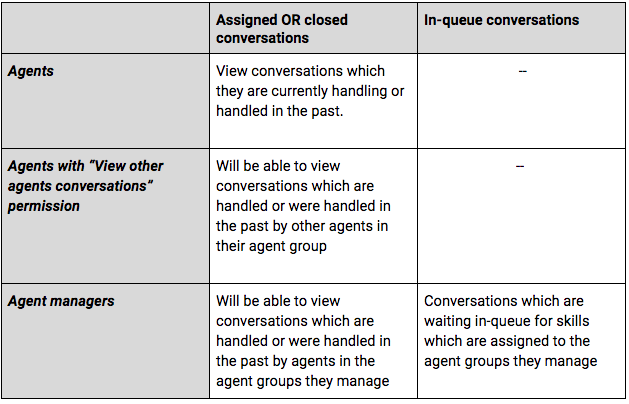 Assigned OR closed
conversations
In-queue conversations
Agents
View conversations which
they are currently handling or
handled in the past.
--
Agents with “View other
agents conversations”
permission
Will be able to view
conversations which are
handled or were handled in
the past by other agents in
their agent group
--
Agent managers
Will be able to view
conversations which are
handled or were handled in
the past by agents in the
agent groups they manage
Conversations which are
waiting in-queue for skills
which are assigned to the
agent groups they manage